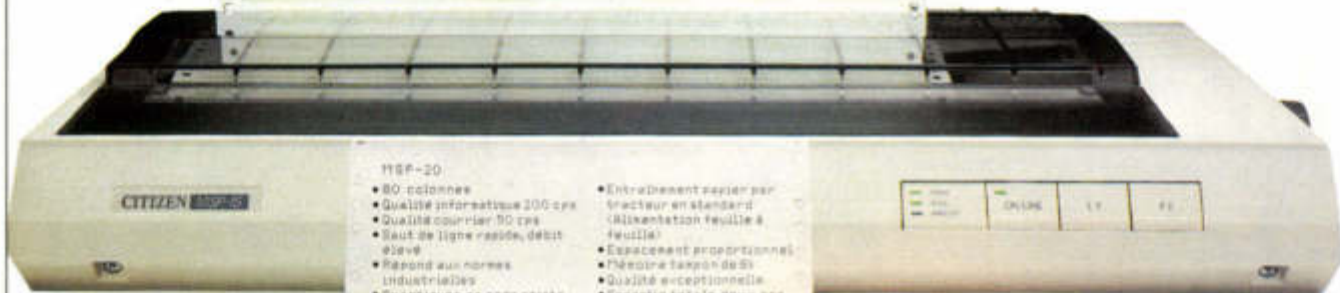 CITIZEN
MSP-20
• 80 colonnes
• Qualité informatique 200 cps
• Qualité courrier 50 cps
• Saut de ligne rapide, débit
élevé
• Répond aux normes
industrielles
• Entraînement papier par
tracteur en standard
(Alimentation feuille à
feuille)
• Espacement proportionnel
• Mémoire tampon de 8k
• Qualité exceptionnelle
ON LINE
L F
F F